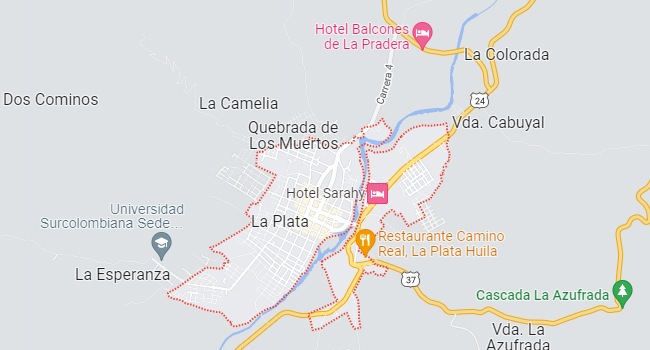 Hotel Balcones
de La Pradera
La Colorada
Carrera 4
Dos Cominos
La Camelia
24
Quebrada de
Los Muertos
Vda. Cabuyal
Hotel Sarahy
Universidad
Surcolombiana Sede...
La Plata
Restaurante Camino
Real, La Plata Huila
La Esperanza
37
Cascada La Azufrada
Vda. La
Azufrada